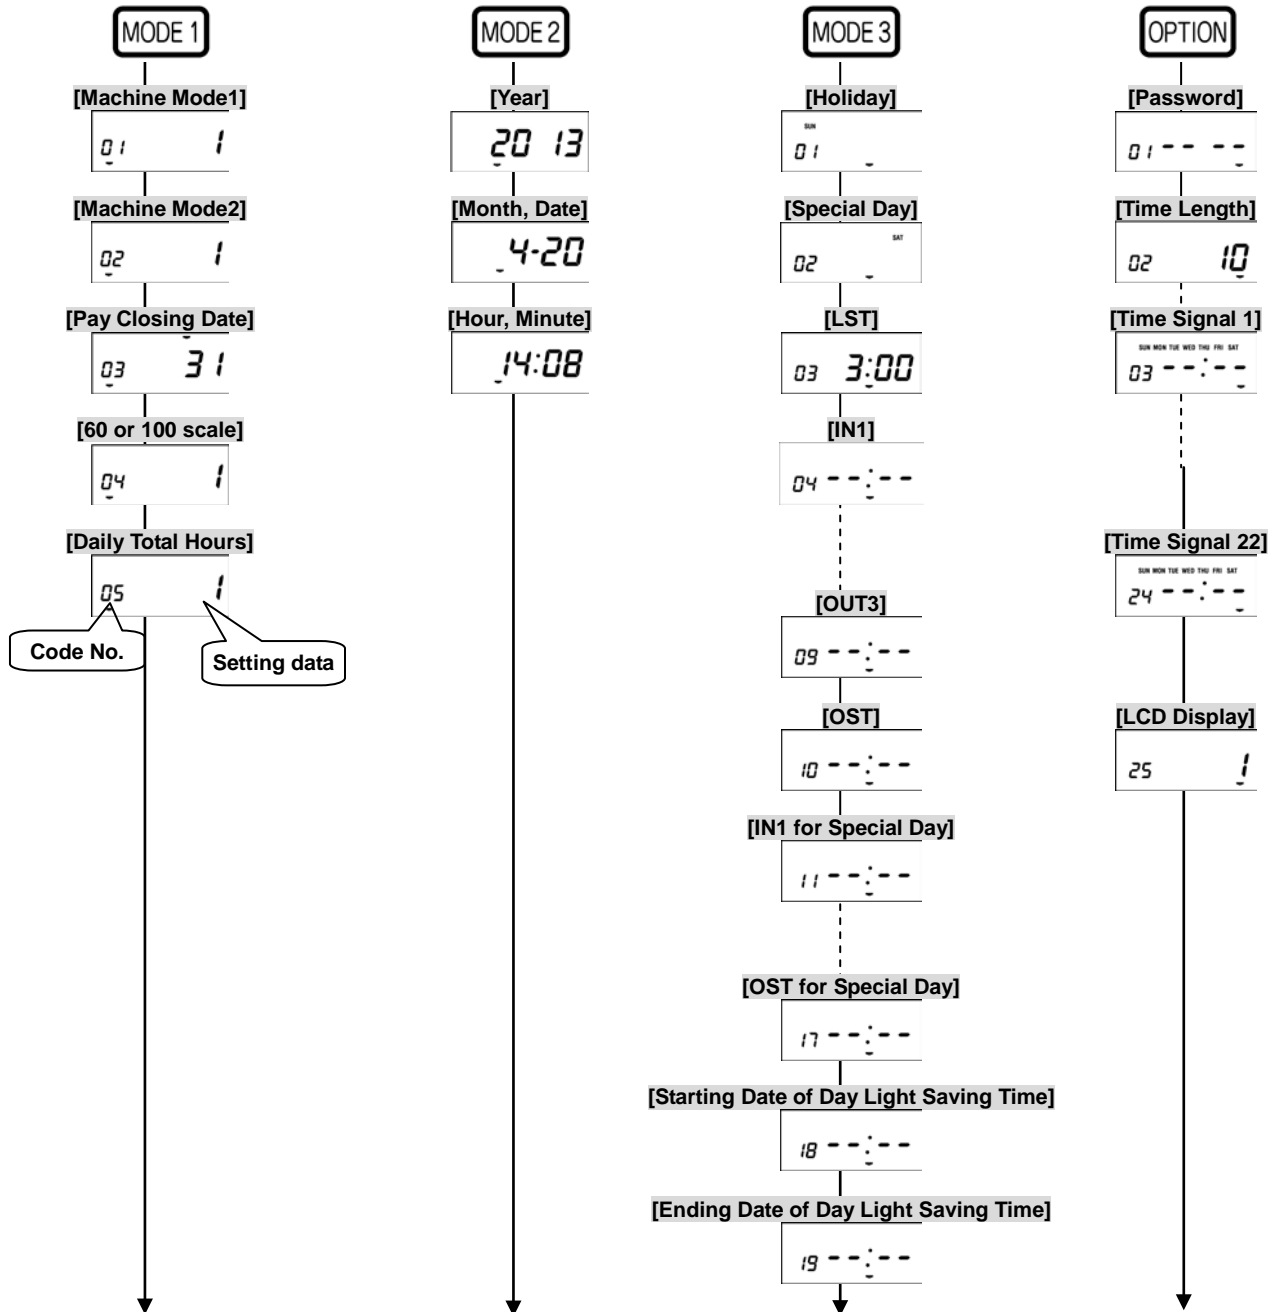 MODE 1
[Machine Mode1]
01 1
[Machine Mode2]
02 1
[Pay Closing Date]
03 31
[60 or 100 scale]
04 1
[Daily Total Hours]
05 1
Code No.
Setting data
MODE 2
[Year]
20 13
[Month, Date]
4-20
[Hour, Minute]
14:08
MODE 3
[Holiday]
SUN
01
[Special Day]
SAT
02
[LST]
03 3:00
[IN1]
04 --:--
[OUT3]
09 --:--
[OST]
10 --:--
[IN1 for Special Day]
11 --:--
[OST for Special Day]
17 --:--
[Starting Date of Day Light Saving Time]
18 --:--
[Ending Date of Day Light Saving Time]
19 --:--
OPTION
[Password]
01 -- --
[Time Length]
02 10
[Time Signal 1]
SUN MON TUE WED THU FRI SAT
03 --:--
[Time Signal 22]
SUN MON TUE WED THU FRI SAT
24 --:--
[LCD Display]
25 1